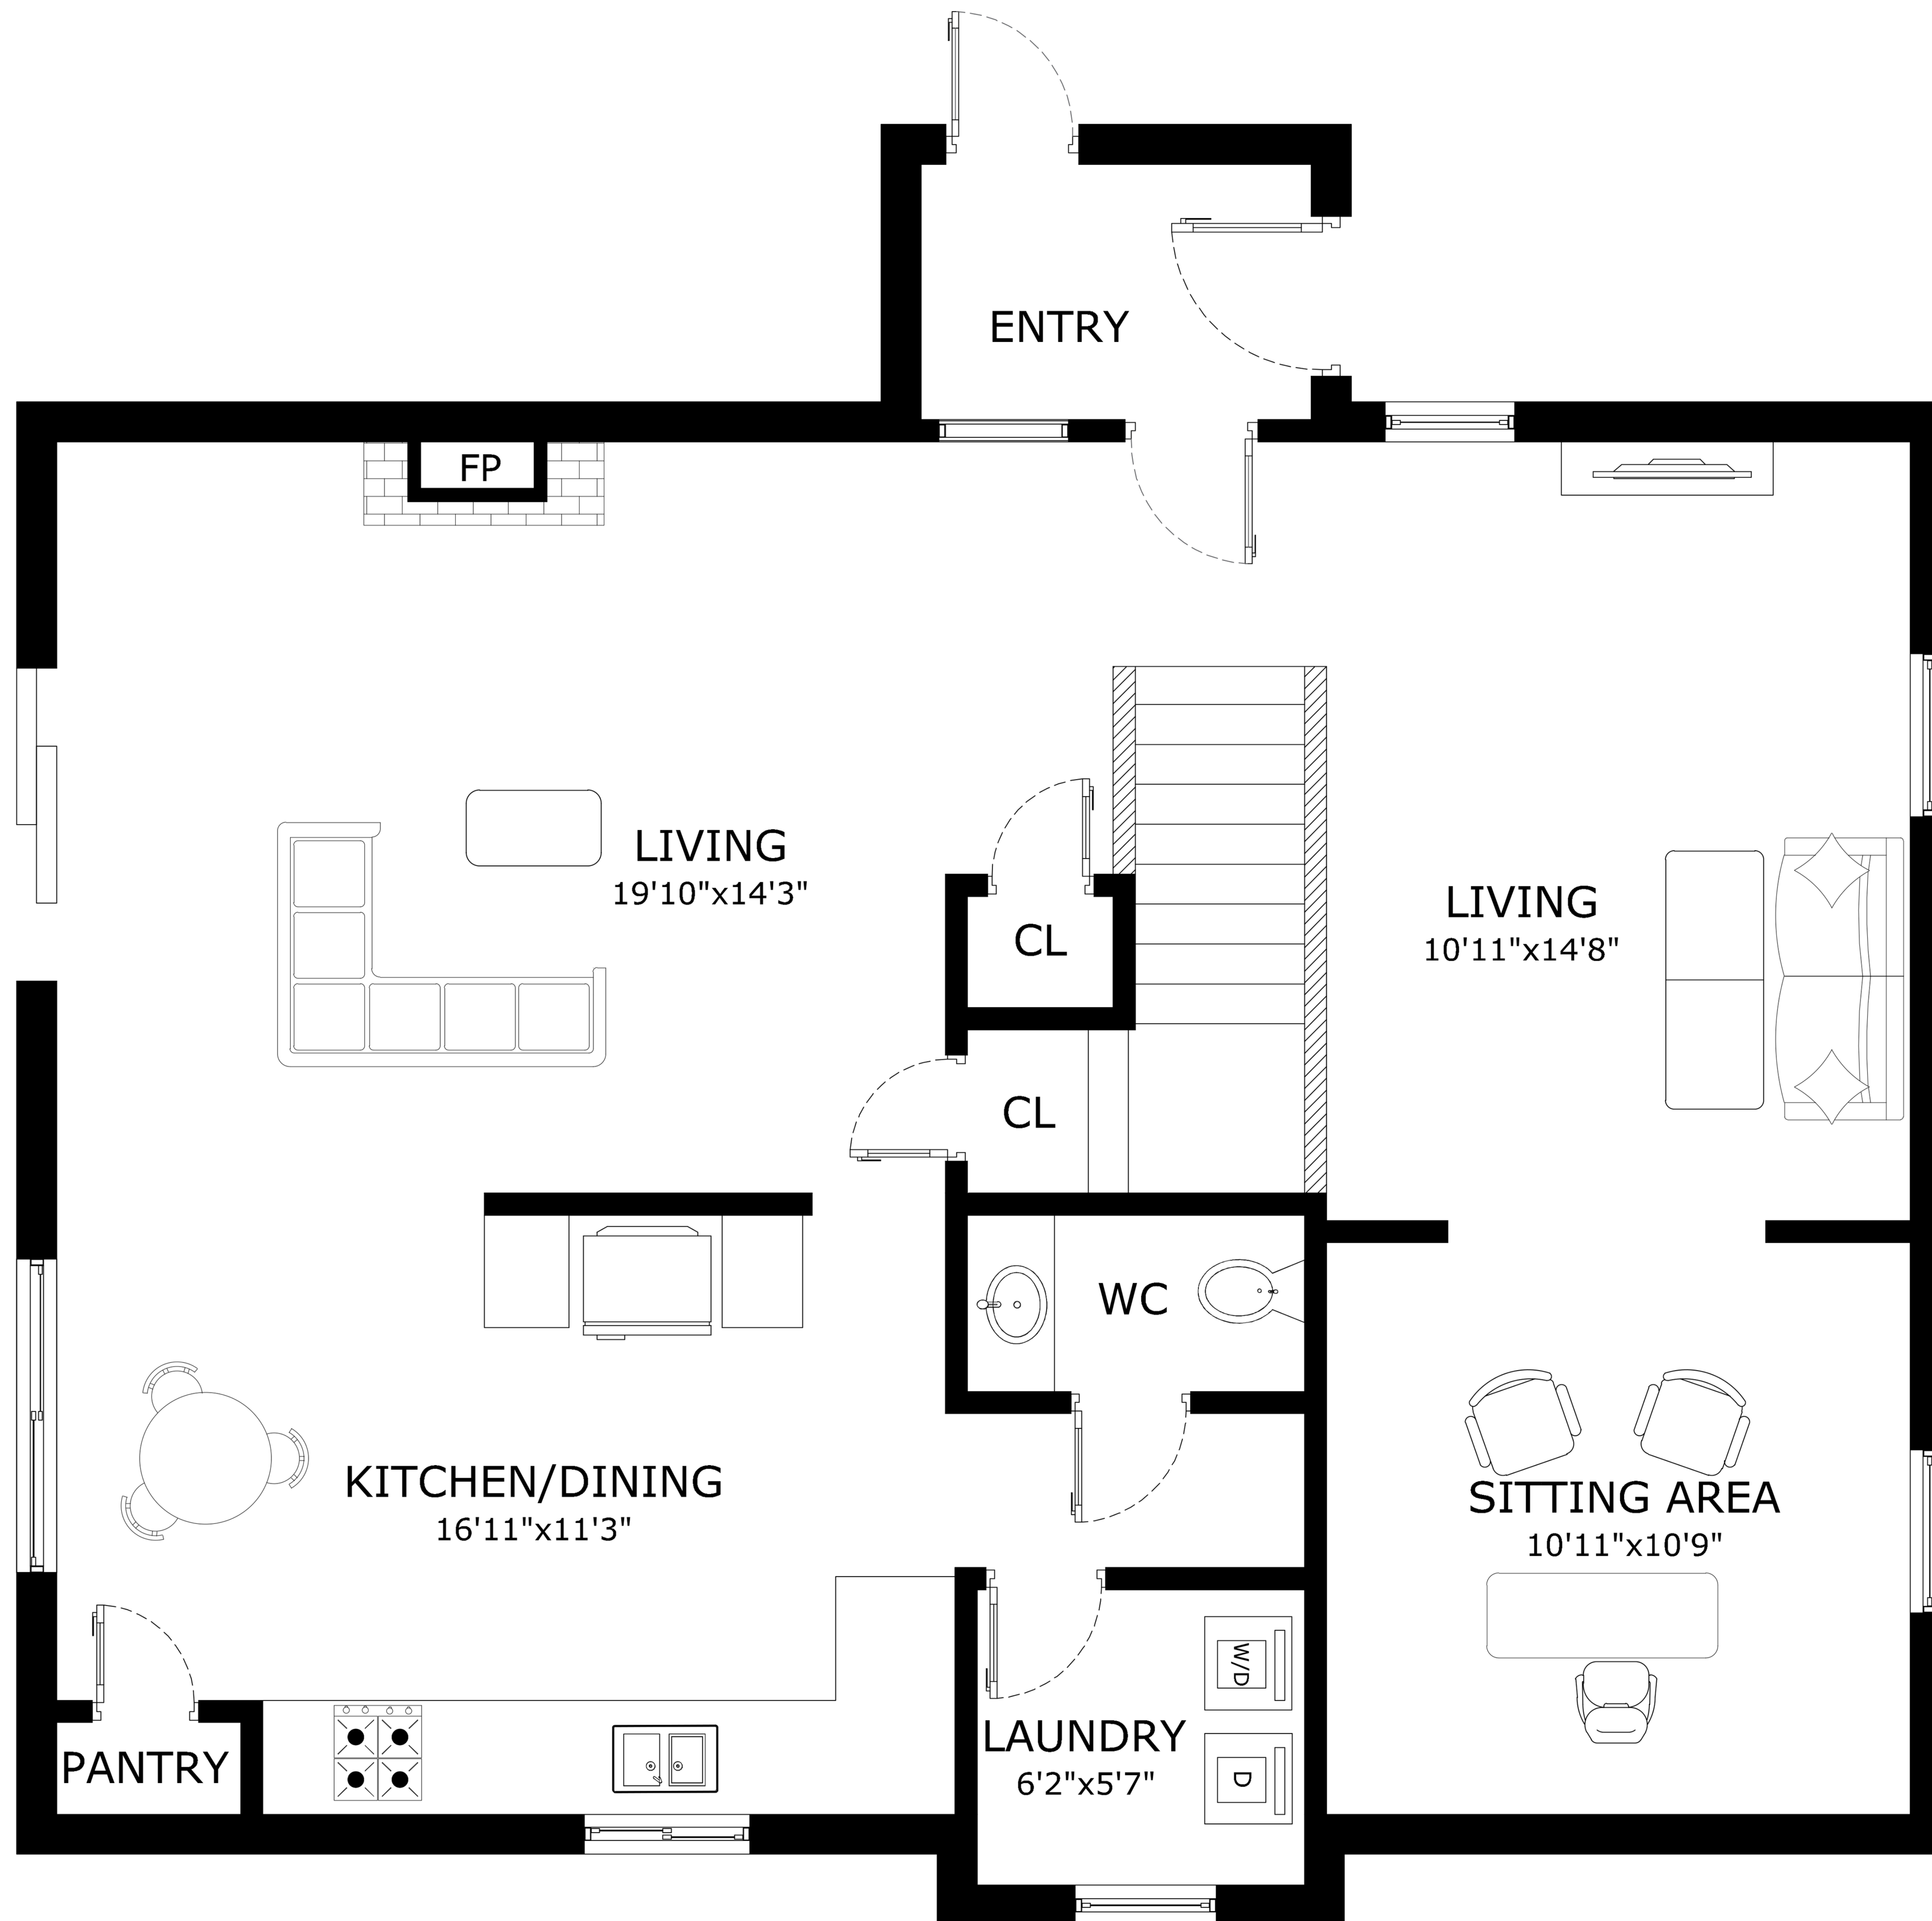 ENTRY
FP
LIVING
19'10"x14'3"
CL
LIVING
10'11"x14'8"
CL
WC
KITCHEN/DINING
16'11"x11'3"
SITTING AREA
10'11"x10'9"
W/D
LAUNDRY
6'2"x5'7"
D
PANTRY